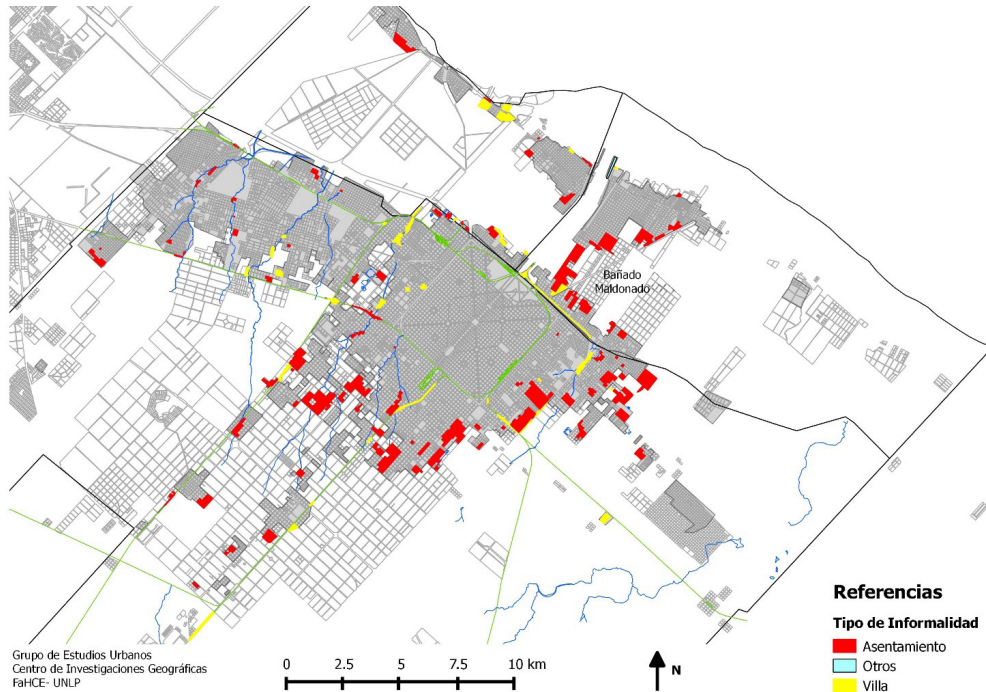 Bañado
Maldonado
Referencias
Tipo de Informalidad
Asentamiento
Otros
Villa
Grupo de Estudios Urbanos
Centro de Investigaciones Geográficas
FaHCE- UNLP
0 2.5 5 7.5 10 km
N